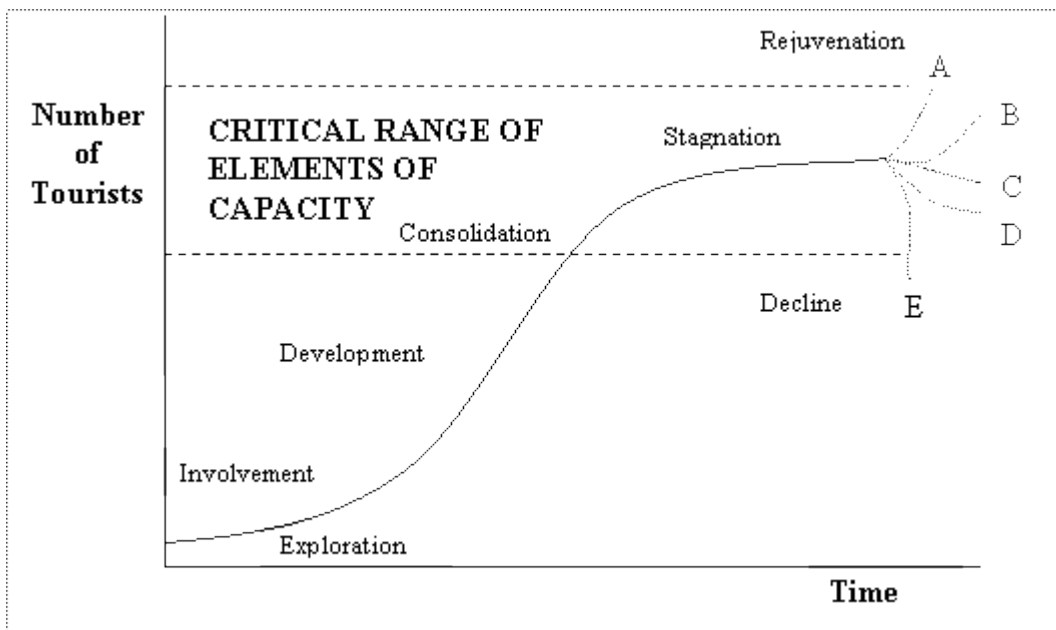 Rejuvenation
A
Number
of
Tourists
CRITICAL RANGE OF
ELEMENTS OF
CAPACITY
Stagnation
B
C
D
Consolidation
Decline
E
Development
Involvement
Exploration
Time